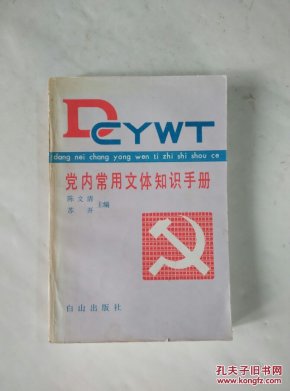 DCYWT
dang nei chang yong wen ti zhi shi shou ce
党内常用文体知识手册
陈文清
苏开 主编
白山出版社
孔夫子旧书网